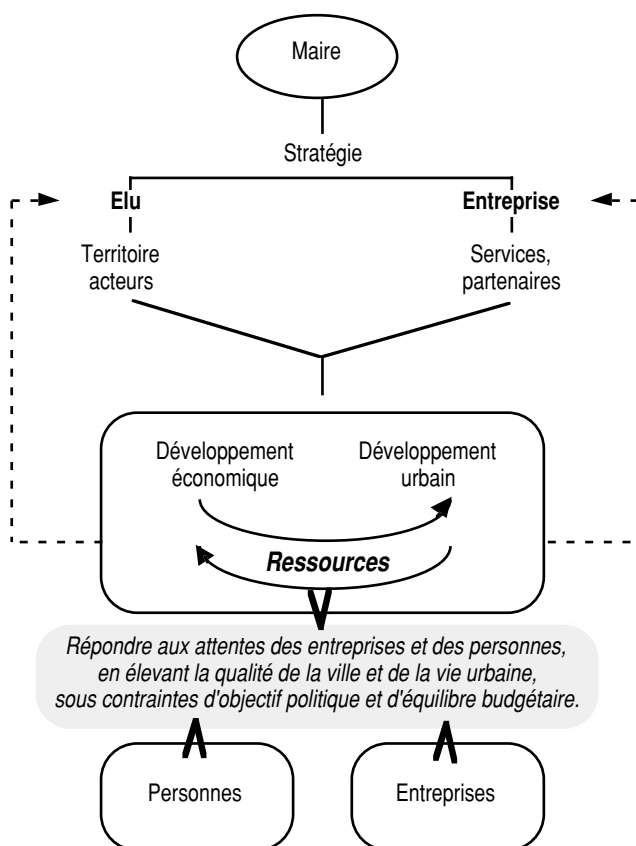 Maire
Stratégie
Elu
Entreprise
Territoire
acteurs
Services,
partenaires
Développement
économique
Développement
urbain
Ressources
Répondre aux attentes des entreprises et des personnes,
en élevant la qualité de la ville et de la vie urbaine,
sous contraintes d'objectif politique et d'équilibre budgétaire.
Personnes
Entreprises